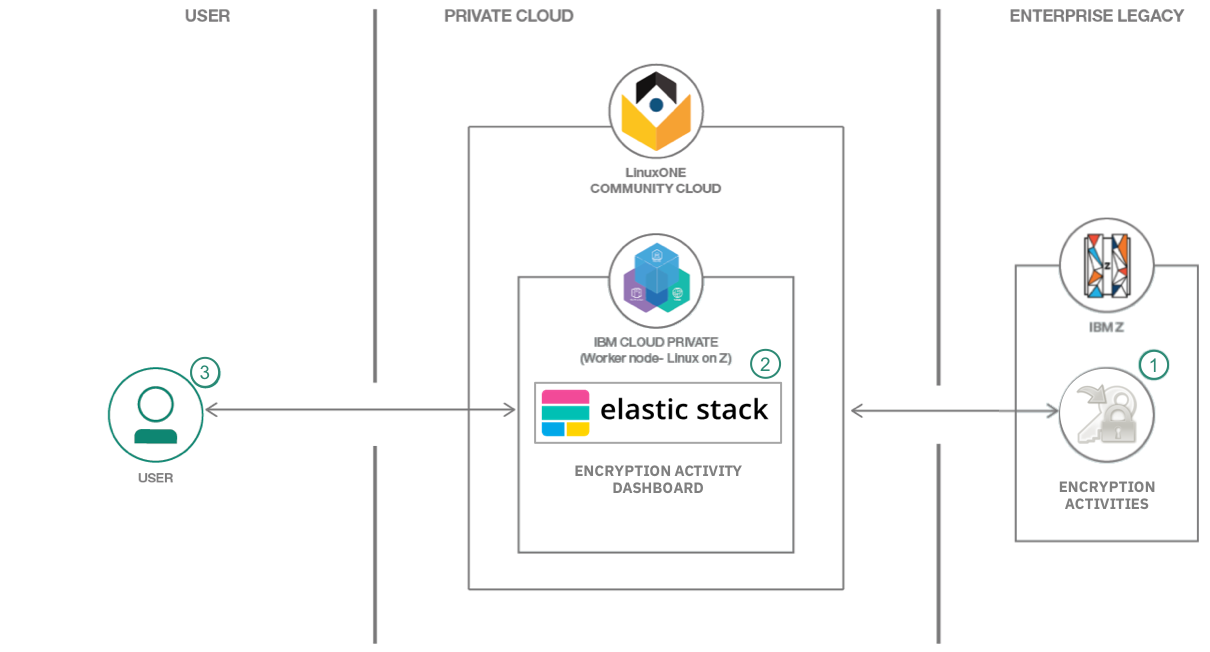 USER
PRIVATE CLOUD
ENTERPRISE LEGACY
LinuxONE
COMMUNITY CLOUD
IBM CLOUD PRIVATE
(Worker node- Linux on Z)
2
elastic stack
ENCRYPTION ACTIVITY
DASHBOARD
3
USER
Z
IBM Z
1
ENCRYPTION
ACTIVITIES